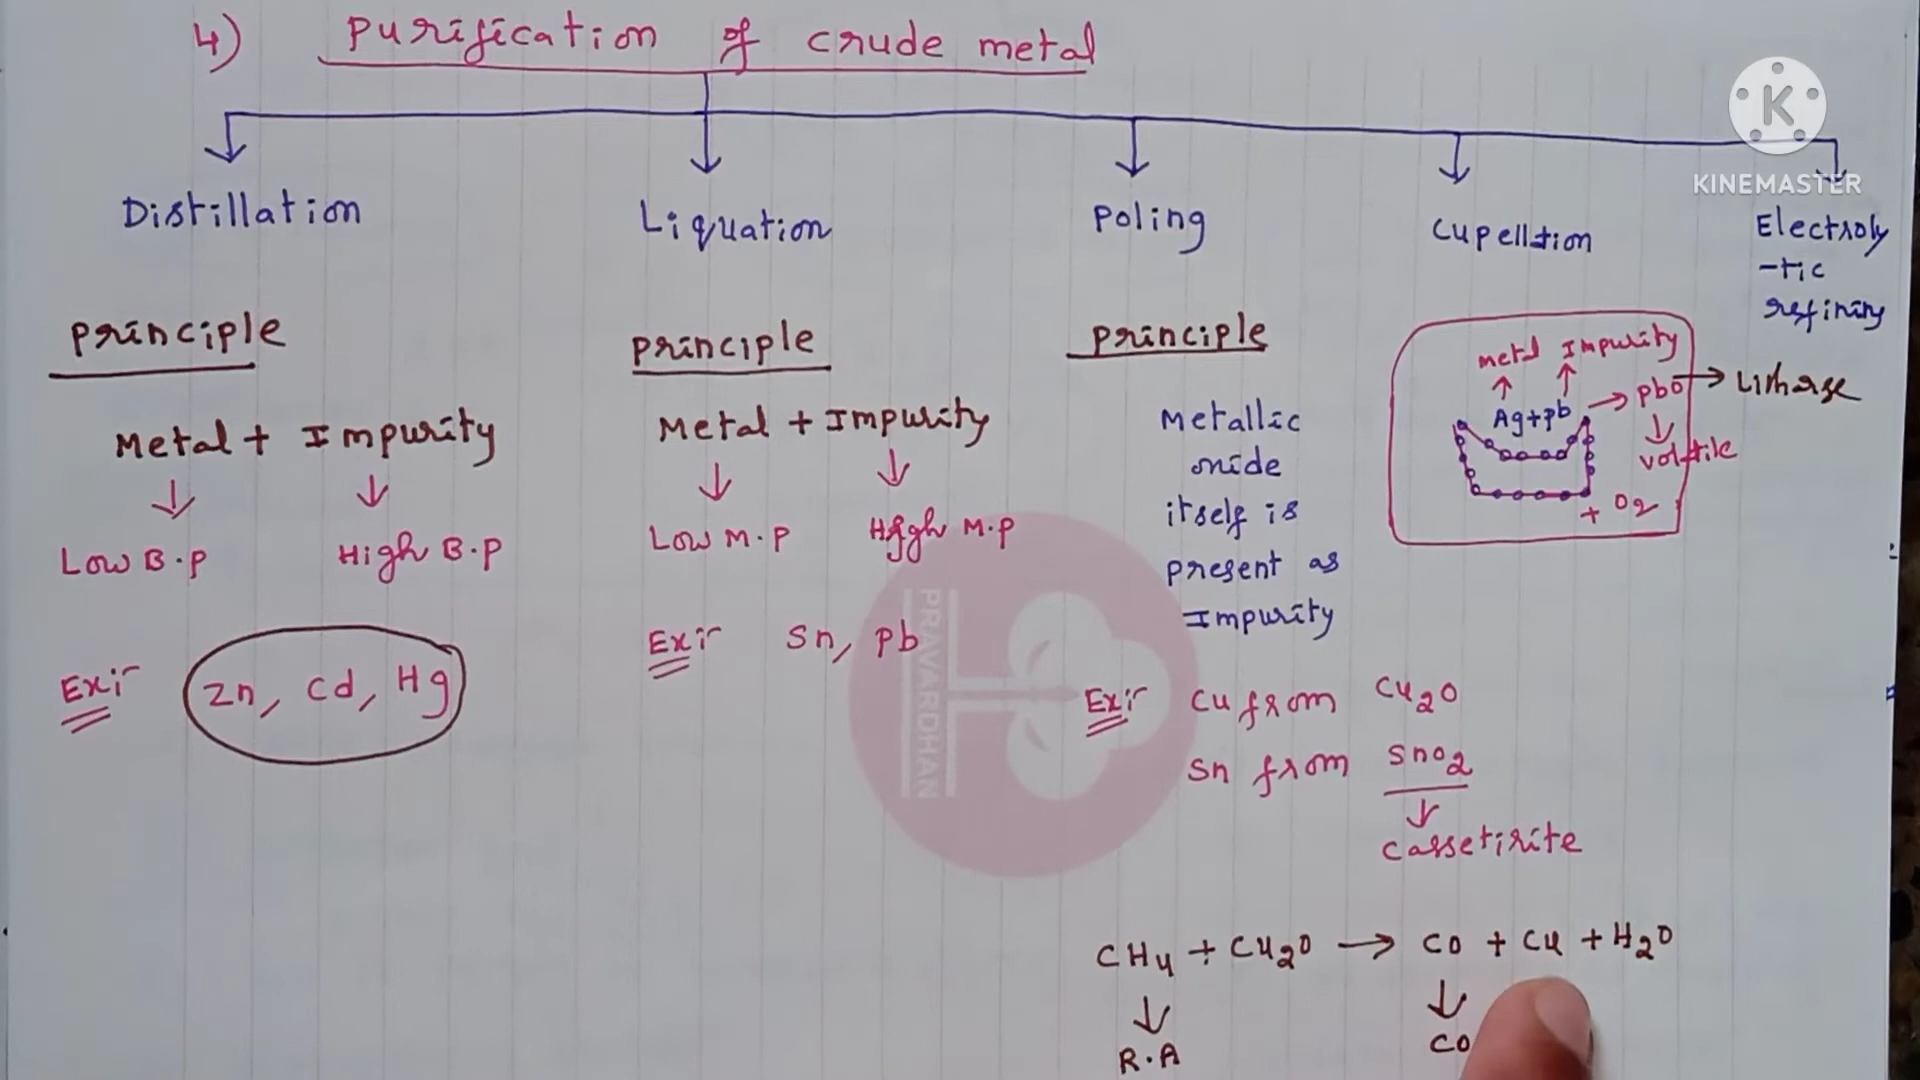 4) Purification of crude metal
KINEMASTER
Distillation
Liquation
Poling
Cupelltion
Electroly
-tic
refining
Principle
Metal + Impurity
Low B.P
High B.P
Ex:- Zn, Cd, Hg
Principle
Metal + Impurity
Low M.P
High M.P
Ex:- Sn, Pb
Principle
Metallic
oxide
itself is
present as
Impurity
Ex:- Cu from Cu2O
Sn from SnO2
Cassetirite
CH4 + Cu2O → CO + Cu + H2O
R.A
CO
metal Impurity
Ag+Pb → PbO → Litharge
volatile
+ O2
PRAVARDHAN